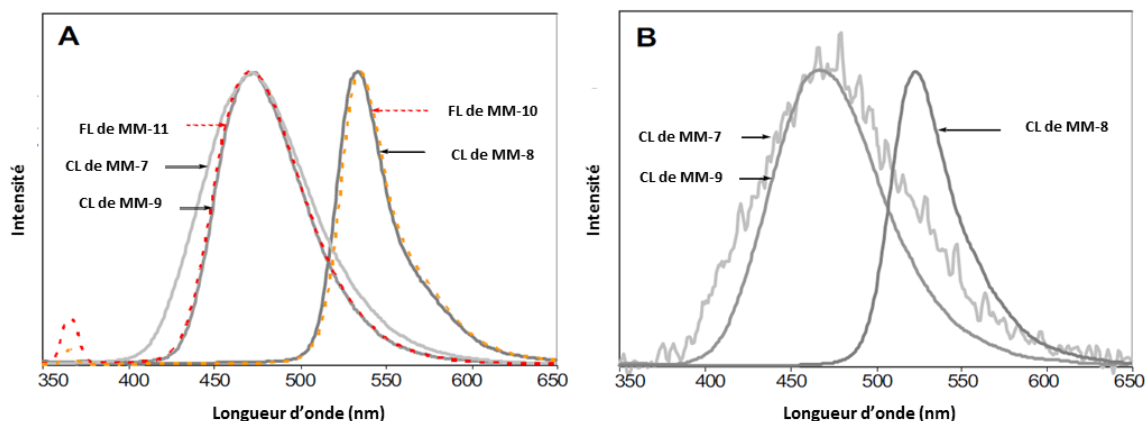 A
FL de MM-11
CL de MM-7
CL de MM-9
FL de MM-10
CL de MM-8
Intensité
350 400 450 500 550 600 650
Longueur d’onde (nm)
B
CL de MM-7
CL de MM-9
CL de MM-8
Intensité
350 400 450 500 550 600 650
Longueur d’onde (nm)